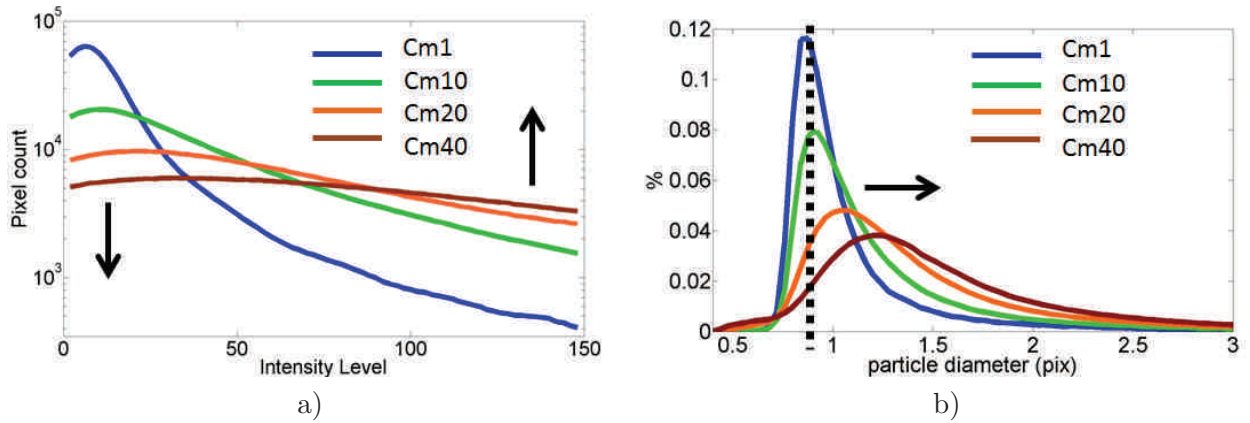 10^5
10^4
10^3
Pixel count
Cm1
Cm10
Cm20
Cm40
0
50
100
150
Intensity Level
a)
0.12
0.1
0.08
0.06
0.04
0.02
0
%
Cm1
Cm10
Cm20
Cm40
0.5
1
1.5
2
2.5
3
particle diameter (pix)
b)